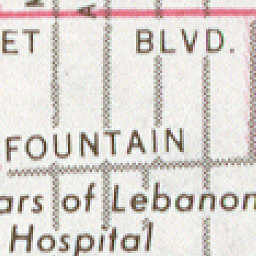 ET BLVD.
FOUNTAIN
ars of Lebanon
Hospital